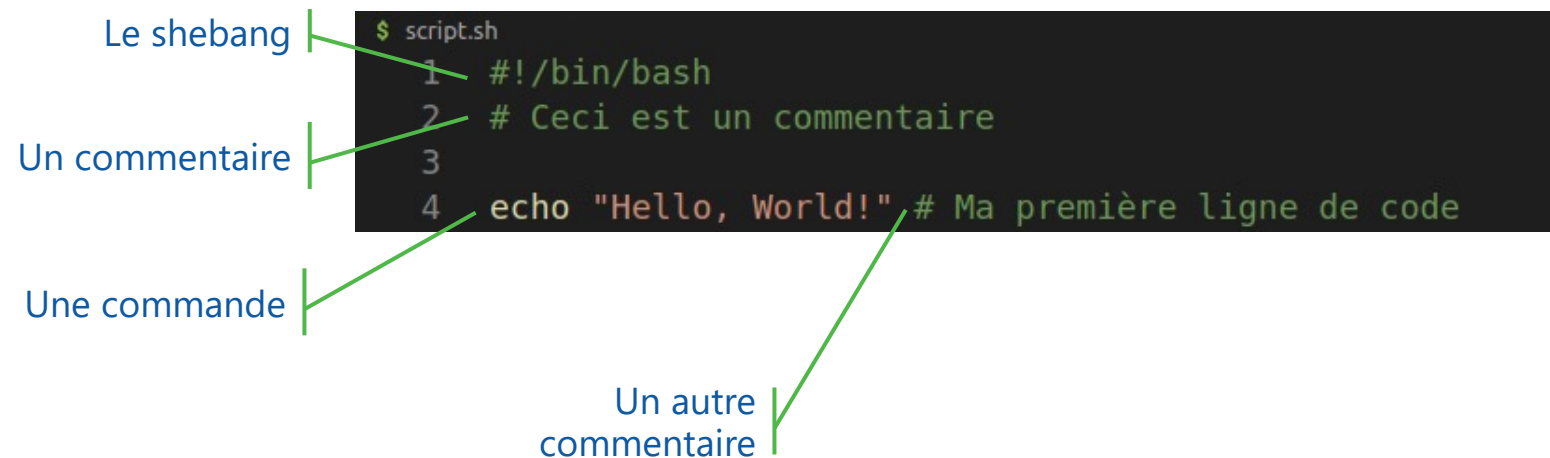 Le shebang
$ script.sh
1 #!/bin/bash
2 # Ceci est un commentaire
Un commentaire
3
4 echo "Hello, World!" # Ma première ligne de code
Une commande
Un autre
commentaire